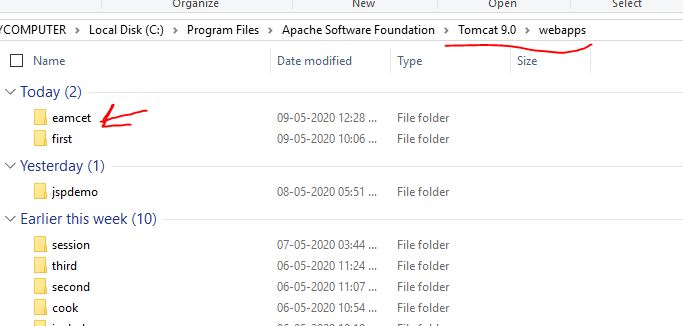 Organize New Open Select
YCOMPUTER > Local Disk (C:) > Program Files > Apache Software Foundation > Tomcat 9.0 > webapps
Name Date modified Type Size
Today (2)
eamcet 09-05-2020 12:28 ... File folder
first 09-05-2020 10:06 ... File folder
Yesterday (1)
jspdemo 08-05-2020 05:51 ... File folder
Earlier this week (10)
session 07-05-2020 03:44 ... File folder
third 06-05-2020 11:24 ... File folder
second 06-05-2020 11:07 ... File folder
cook 06-05-2020 10:54 ... File folder